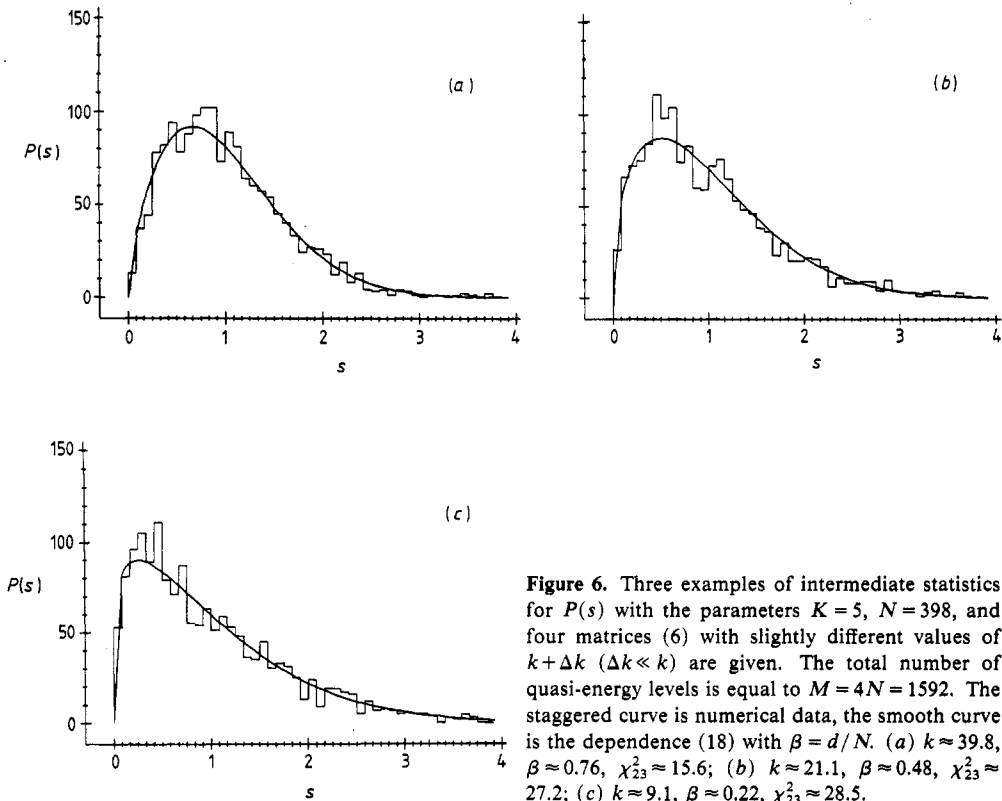 150
100
P(s)
50
0
(a)
0 1 2 3 4
s
(b)
0 1 2 3 4
s
150
100
P(s)
50
0
(c)
0 1 2 3 4
s
Figure 6. Three examples of intermediate statistics
for P(s) with the parameters K = 5, N = 398, and
four matrices (6) with slightly different values of
k + Δk (Δk ≪ k) are given. The total number of
quasi-energy levels is equal to M = 4N = 1592. The
staggered curve is numerical data, the smooth curve
is the dependence (18) with β = d/N. (a) k ≈ 39.8,
β ≈ 0.76, χ²₂₃ ≈ 15.6; (b) k ≈ 21.1, β ≈ 0.48, χ²₂₃ ≈
27.2; (c) k ≈ 9.1, β ≈ 0.22, χ²₂₃ ≈ 28.5.